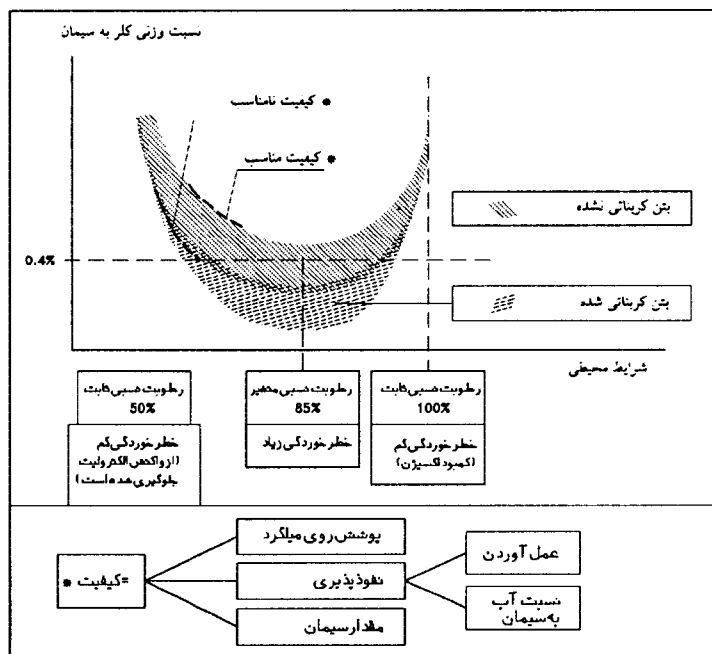 نسبت وزنی کلر به سیمان
* کیفیت نامناسب
* کیفیت مناسب
بتن کربناتی نشده
0.4%
بتن کربناتی شده
شرایط محیطی
رطوبت نسبی ثابت
50%
خطر خوردگی کم
(از واکنش الکترولیت
جلوگیری شده است)
رطوبت نسبی متغیر
85%
خطر خوردگی زیاد
رطوبت نسبی ثابت
100%
خطر خوردگی کم
(کمبود اکسیژن)
* کیفیت=
پوشش روی میلگرد
نفوذپذیری
مقدار سیمان
عمل آوردن
نسبت آب
به سیمان